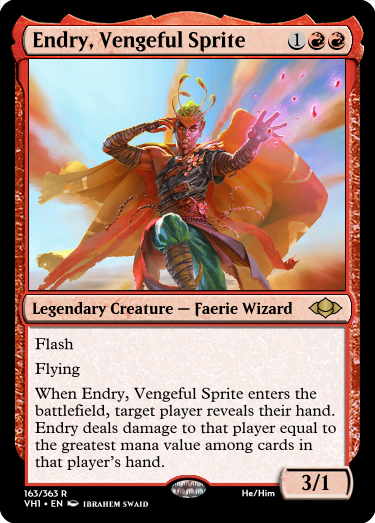 Endry, Vengeful Sprite 1
Legendary Creature — Faerie Wizard
Flash
Flying
When Endry, Vengeful Sprite enters the
battlefield, target player reveals their hand.
Endry deals damage to that player equal to
the greatest mana value among cards in
that player's hand.
163/363 R He/Him 3/1
VH1 • EN IBRAHEM SWAID